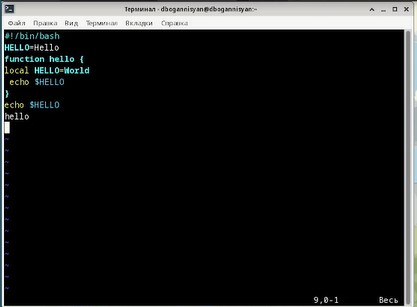 Терминал - dbogannisyan@dbogannisyan:~
Файл Правка Вид Терминал Вкладки Справка
#!/bin/bash
HELLO=Hello
function hello {
local HELLO=World
 echo $HELLO
}
echo $HELLO
hello
~
~
~
~
~
~
~
~
~
~
~
~
~
9,0-1 Весь